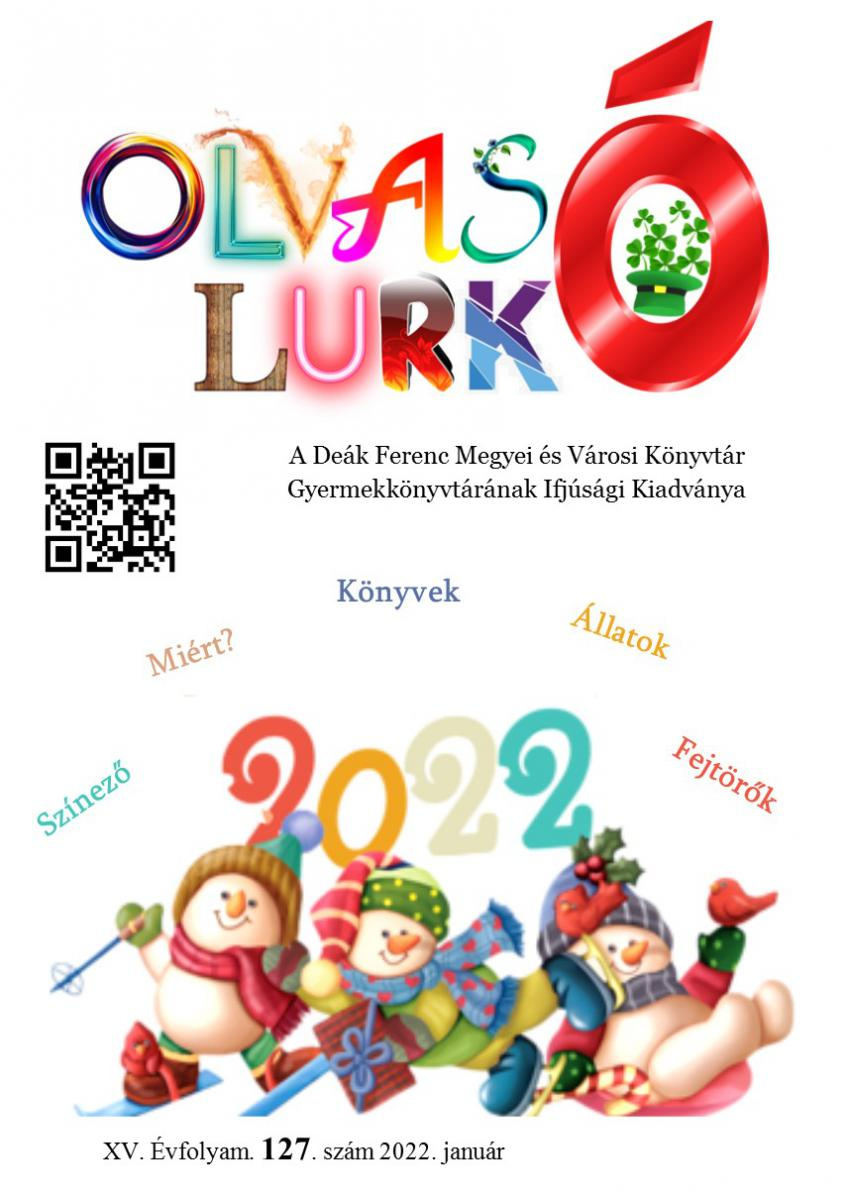 OLVASÓ
LURKÓ
A Deák Ferenc Megyei és Városi Könyvtár
Gyermekkönyvtárának Ifjúsági Kiadványa
Könyvek
Miért?
Állatok
Színező
Fejtörők
2022
XV. Évfolyam. 127. szám 2022. január